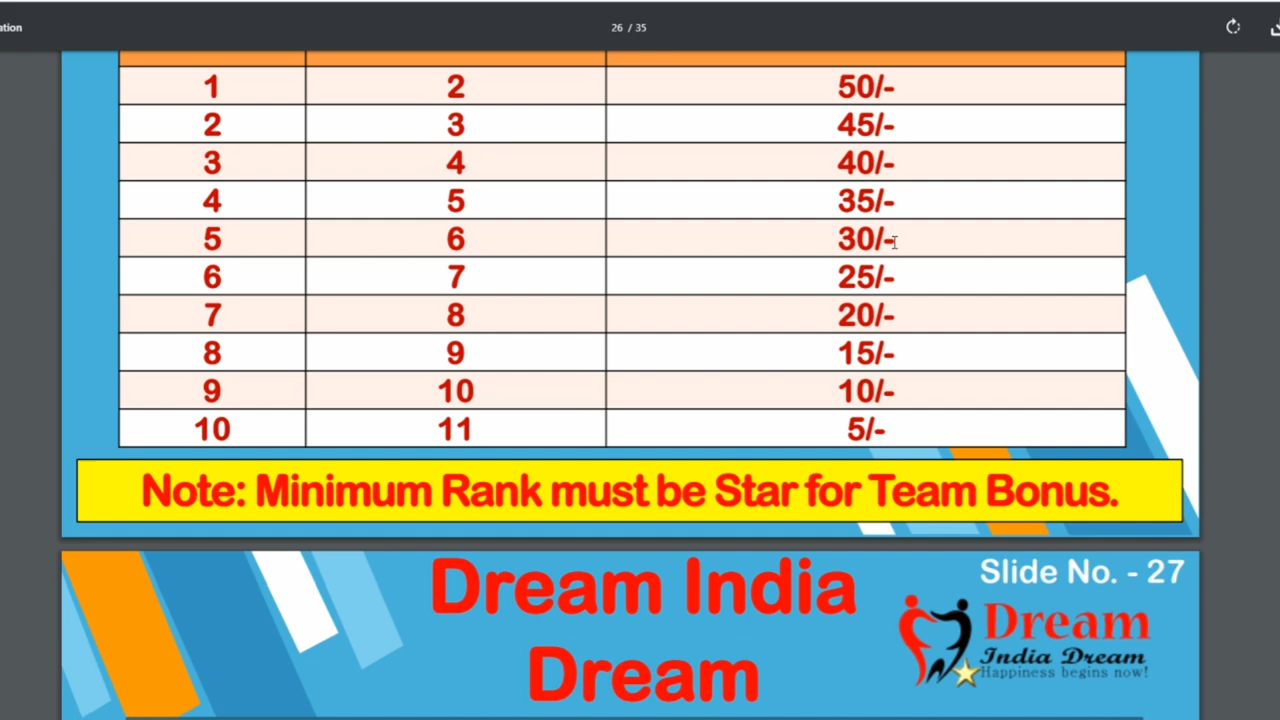 ation
26 / 35
1 2 50/-
2 3 45/-
3 4 40/-
4 5 35/-
5 6 30/-
6 7 25/-
7 8 20/-
8 9 15/-
9 10 10/-
10 11 5/-
Note: Minimum Rank must be Star for Team Bonus.
Dream India
Dream
Slide No. - 27
Dream
India Dream
Happiness begins now!